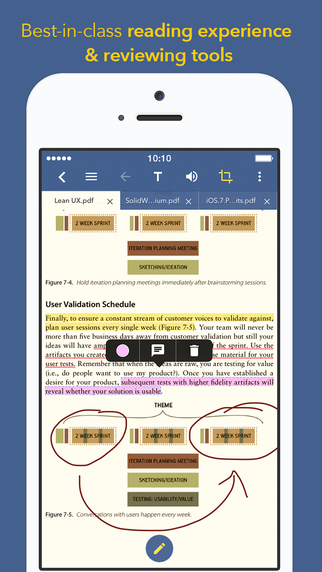 Best-in-class reading experience
& reviewing tools
10:10
T
Lean UX.pdf
SolidW...ium.pdf
iOS.7.P...its.pdf
2 WEEK SPRINT
2 WEEK SPRINT
2 WEEK SPRINT
ITERATION PLANNING MEETING
SKETCHING/IDEATION
Figure 7-4. Hold iteration planning meetings immediately after brainstorming sessions.
User Validation Schedule
Finally, to ensure a constant stream of customer voices to validate against,
plan user sessions every single week (Figure 7-5). Your team will never be
more than five business days away from customer validation but still your
ideas will have the sprint. Use the
artifacts you create use material for your
user tests. Remember that when the ideas are raw, you are testing for value
(i.e., do people want to use my product?). Once you have established a
desire for your product, subsequent tests with higher fidelity artifacts will
reveal whether your solution is usable.
THEME
2 WEEK SPRINT
2 WEEK SPRINT
2 WEEK SPRINT
ITERATION PLANNING MEETING
SKETCHING/IDEATION
TESTING: USABILITY/VALUE
Figure 7-5. Conversations with users happen every week.